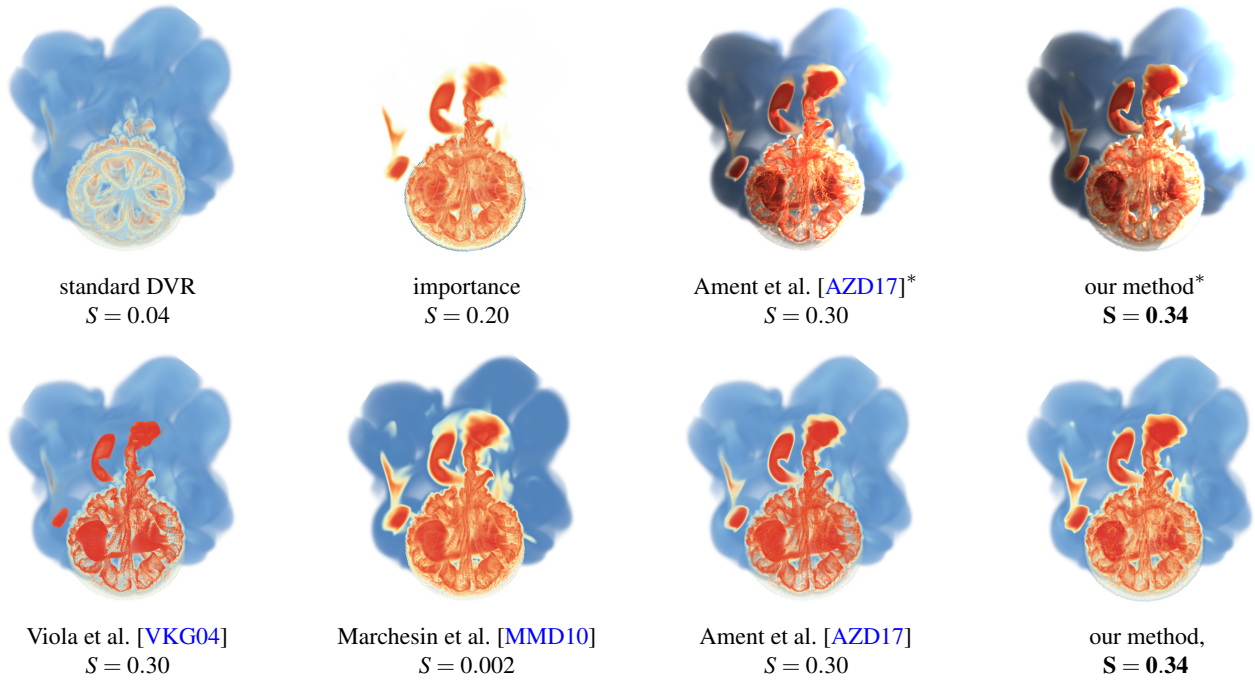 standard DVR
S = 0.04
importance
S = 0.20
Ament et al. [AZD17]*
S = 0.30
our method*
S = 0.34
Viola et al. [VKG04]
S = 0.30
Marchesin et al. [MMD10]
S = 0.002
Ament et al. [AZD17]
S = 0.30
our method,
S = 0.34